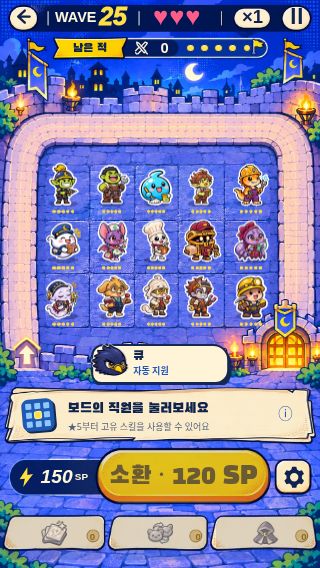 WAVE 25
×1
남은 적 0
큐
자동 지원
보드의 직원을 눌러보세요
★5부터 고유 스킬을 사용할 수 있어요
150 SP
소환 · 120 SP
0
0
0